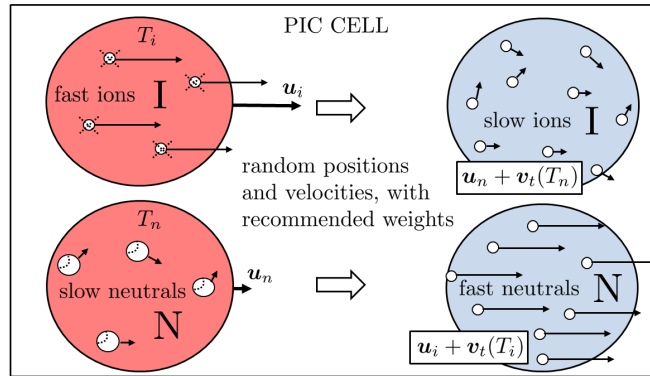 PIC CELL
T_i
fast ions I
u_i
slow ions I
u_n + v_t(T_n)
random positions
and velocities, with
recommended weights
T_n
slow neutrals
N
u_n
fast neutrals N
u_i + v_t(T_i)